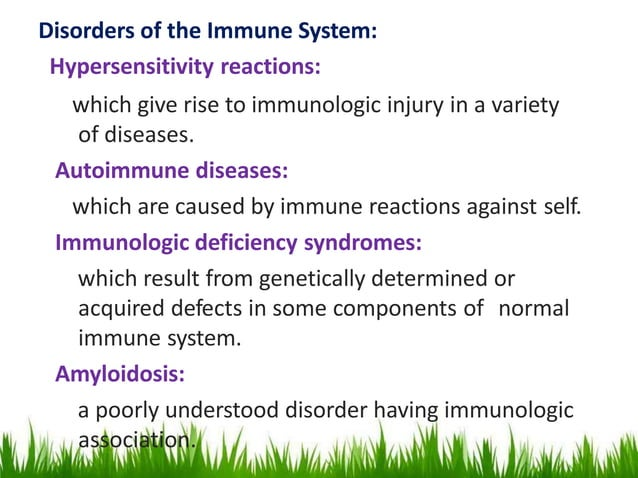 Disorders of the Immune System:
Hypersensitivity reactions:
which give rise to immunologic injury in a variety
of diseases.
Autoimmune diseases:
which are caused by immune reactions against self.
Immunologic deficiency syndromes:
which result from genetically determined or
acquired defects in some components of normal
immune system.
Amyloidosis:
a poorly understood disorder having immunologic
association.